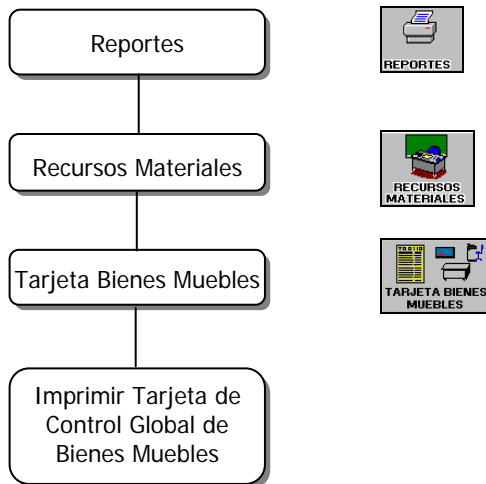 Reportes
REPORTES
Recursos Materiales
RECURSOS
MATERIALES
Tarjeta Bienes Muebles
TARJETA BIENES
MUEBLES
Imprimir Tarjeta de
Control Global de
Bienes Muebles